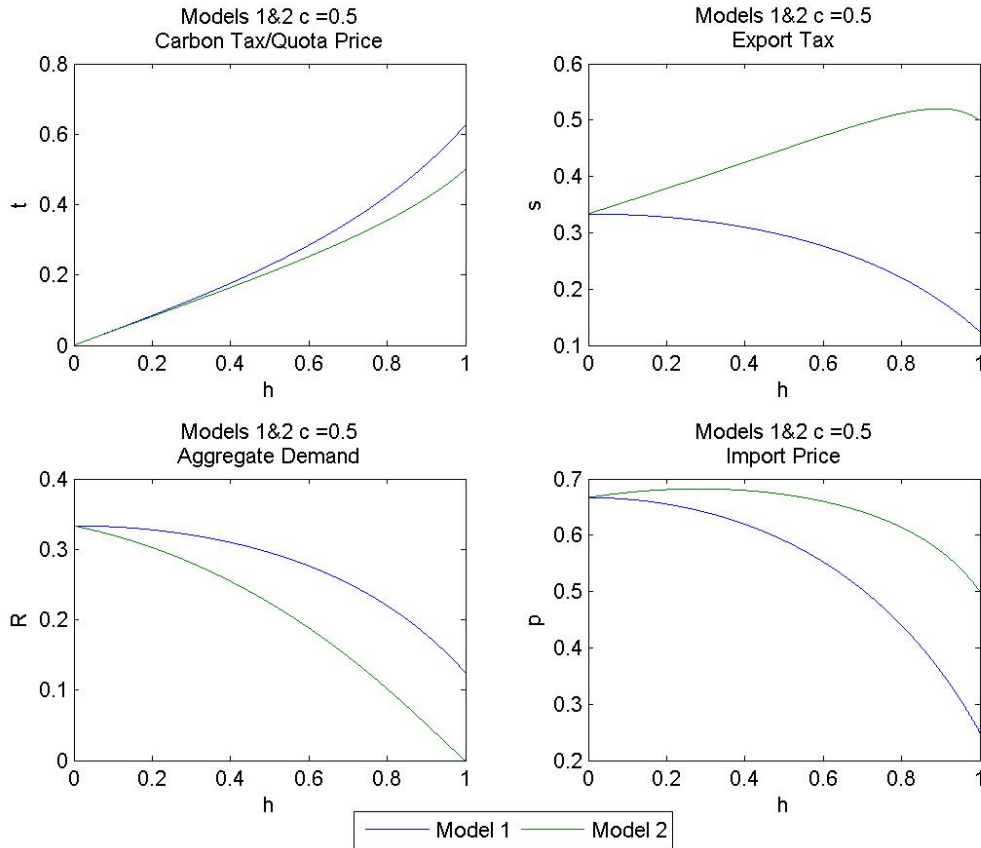 Models 1&2 c =0.5
Carbon Tax/Quota Price
0.8
0.6
0.4
0.2
0
t
0
0.2
0.4
0.6
0.8
1
h
Models 1&2 c =0.5
Export Tax
0.6
0.5
0.4
0.3
0.2
0.1
s
0
0.2
0.4
0.6
0.8
1
h
Models 1&2 c =0.5
Aggregate Demand
0.4
0.3
0.2
0.1
0
R
0
0.2
0.4
0.6
0.8
1
h
Models 1&2 c =0.5
Import Price
0.7
0.6
0.5
0.4
0.3
0.2
p
0
0.2
0.4
0.6
0.8
1
h
Model 1
Model 2